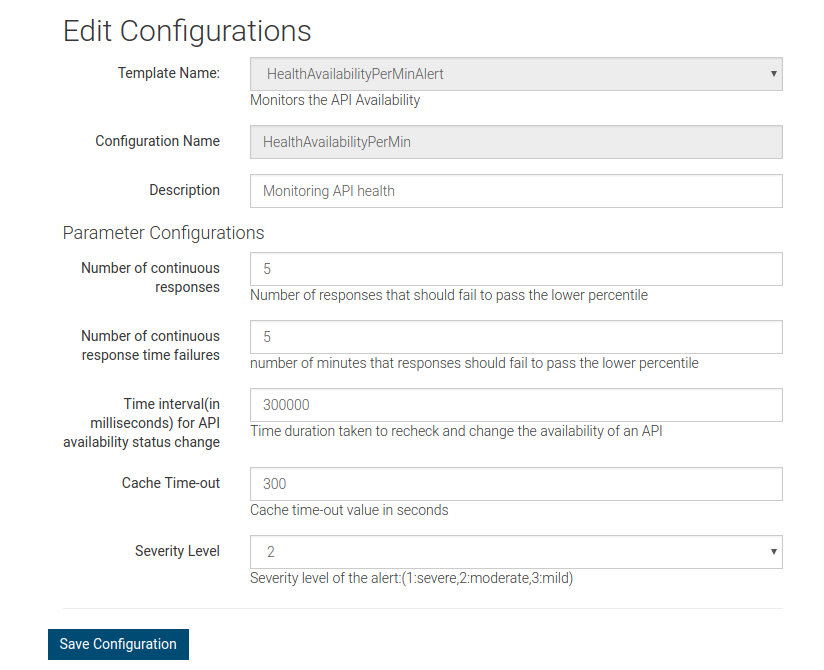 Edit Configurations
Template Name:
HealthAvailabilityPerMinAlert
Monitors the API Availability
Configuration Name
HealthAvailabilityPerMin
Description
Monitoring API health
Parameter Configurations
Number of continuous
responses
5
Number of responses that should fail to pass the lower percentile
Number of continuous
response time failures
5
number of minutes that responses should fail to pass the lower percentile
Time interval(in
milliseconds) for API
availability status change
300000
Time duration taken to recheck and change the availability of an API
Cache Time-out
300
Cache time-out value in seconds
Severity Level
2
Severity level of the alert:(1:severe,2:moderate,3:mild)
Save Configuration